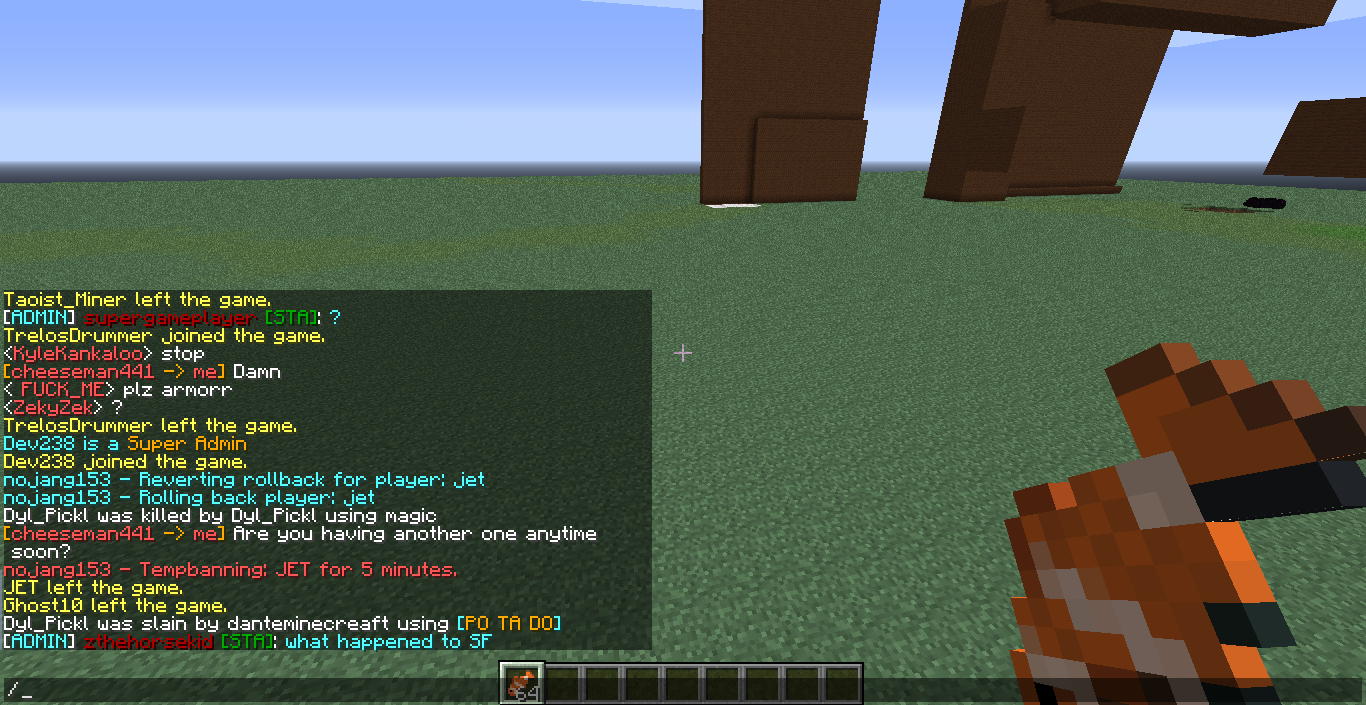 Taoist_Miner left the game.
[ADMIN] supergameplayer [STA]: ?
TrelosDrummer joined the game.
<KyleKankaloo> stop
[cheeseman441 -> me] Damn
<_FUCK_ME> plz armorr
<ZekyZek> ?
TrelosDrummer left the game.
Dev238 is a Super Admin
Dev238 joined the game.
nojang153 - Reverting rollback for player: jet
nojang153 - Rolling back player: jet
Dyl_Pickl was killed by Dyl_Pickl using magic
[cheeseman441 -> me] Are you having another one anytime
soon?
nojang153 - Tempbanning: JET for 5 minutes.
JET left the game.
Ghost10 left the game.
Dyl_Pickl was slain by danteminecreaft using [PO TA DO]
[ADMIN] zthehorsekid [STA]: what happened to SF
/_
64